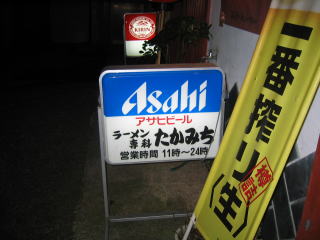 KIRIN
Asahi
アサヒビール
ラーメン
専科
たかみち
営業時間 11時~24時
一番搾り〈生〉